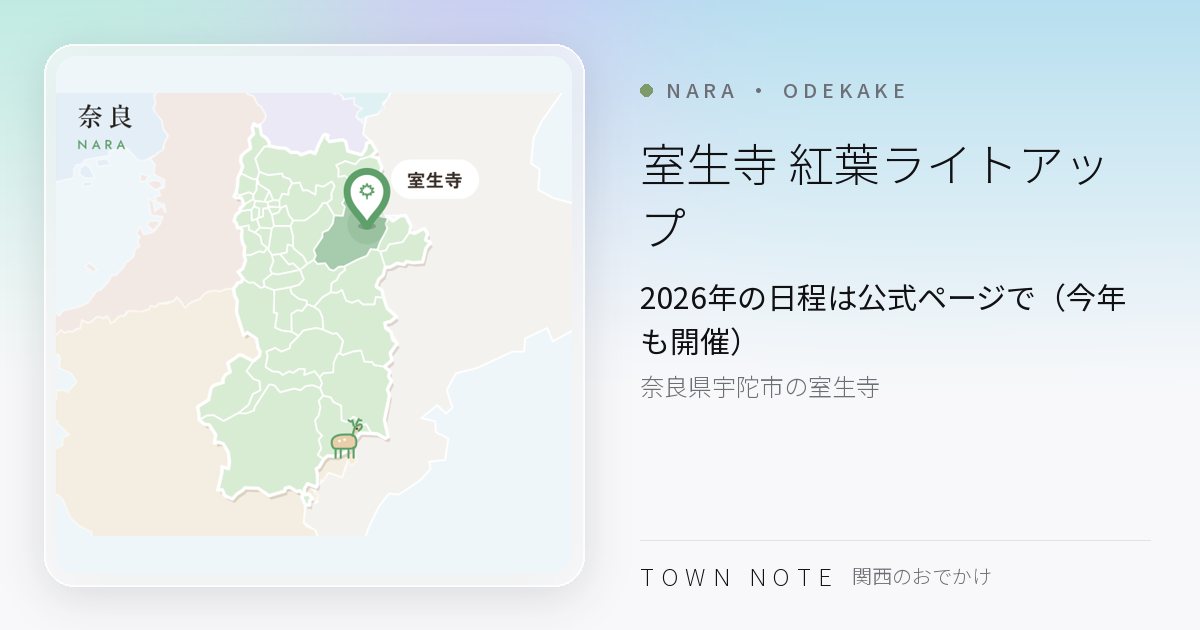 奈良
NARA
室生寺
NARA • ODEKAKE
室生寺 紅葉ライトアッ
プ
2026年の日程は公式ページで（今年
も開催）
奈良県宇陀市の室生寺
TOWN NOTE 関西のおでかけ